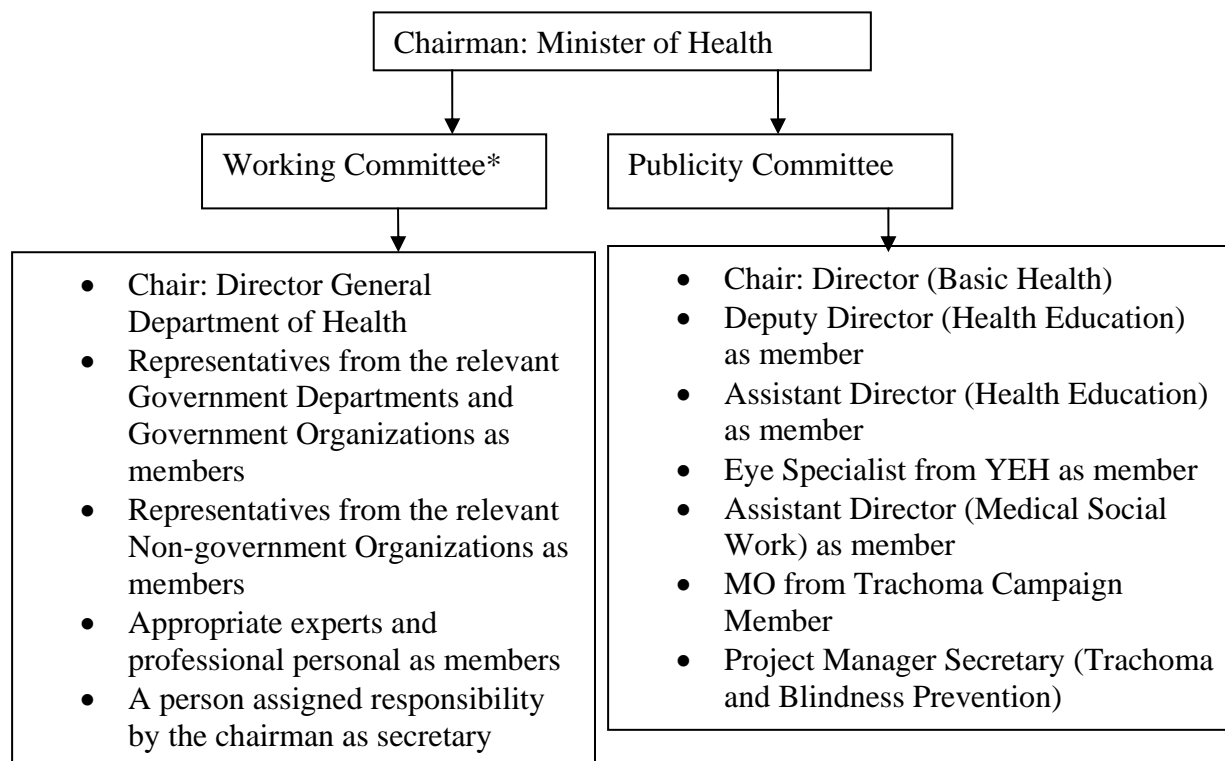 Chairman: Minister of Health
Working Committee*
Publicity Committee
• Chair: Director General
Department of Health
• Representatives from the relevant
Government Departments and
Government Organizations as
members
• Representatives from the relevant
Non-government Organizations as
members
• Appropriate experts and
professional personal as members
• A person assigned responsibility
by the chairman as secretary
• Chair: Director (Basic Health)
• Deputy Director (Health Education)
as member
• Assistant Director (Health Education)
as member
• Eye Specialist from YEH as member
• Assistant Director (Medical Social
Work) as member
• MO from Trachoma Campaign
Member
• Project Manager Secretary (Trachoma
and Blindness Prevention)